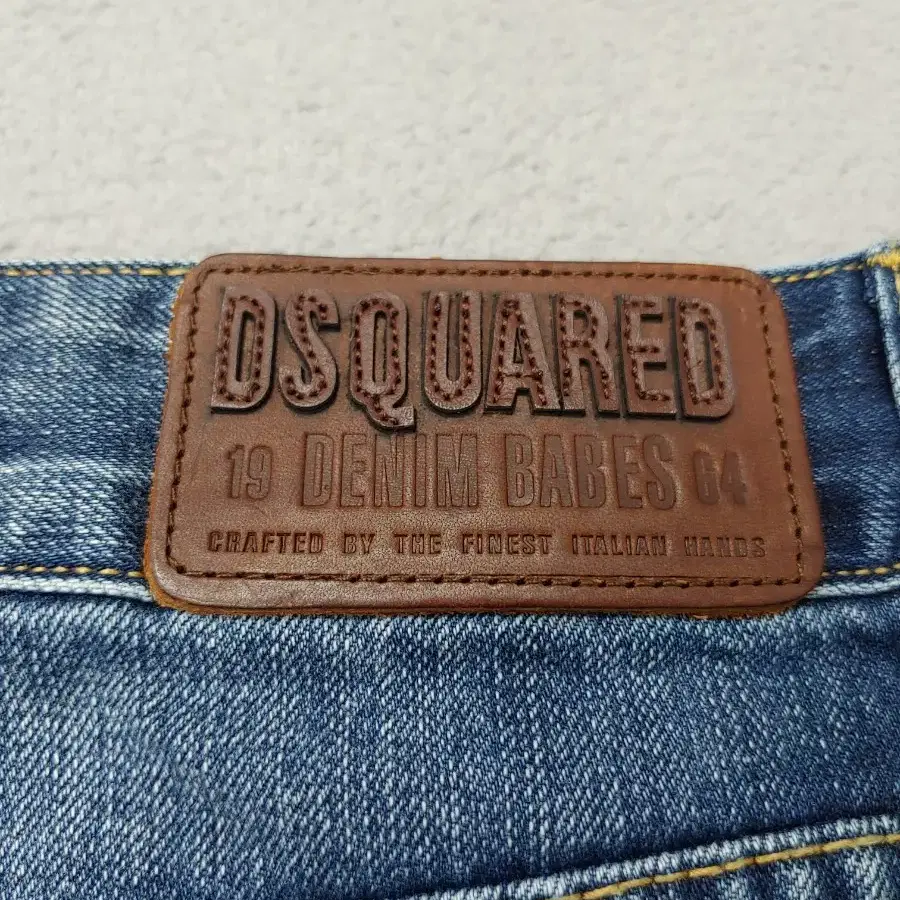 DSQUARED
19 DENIM BABES 64
CRAFTED BY THE FINEST ITALIAN HANDS